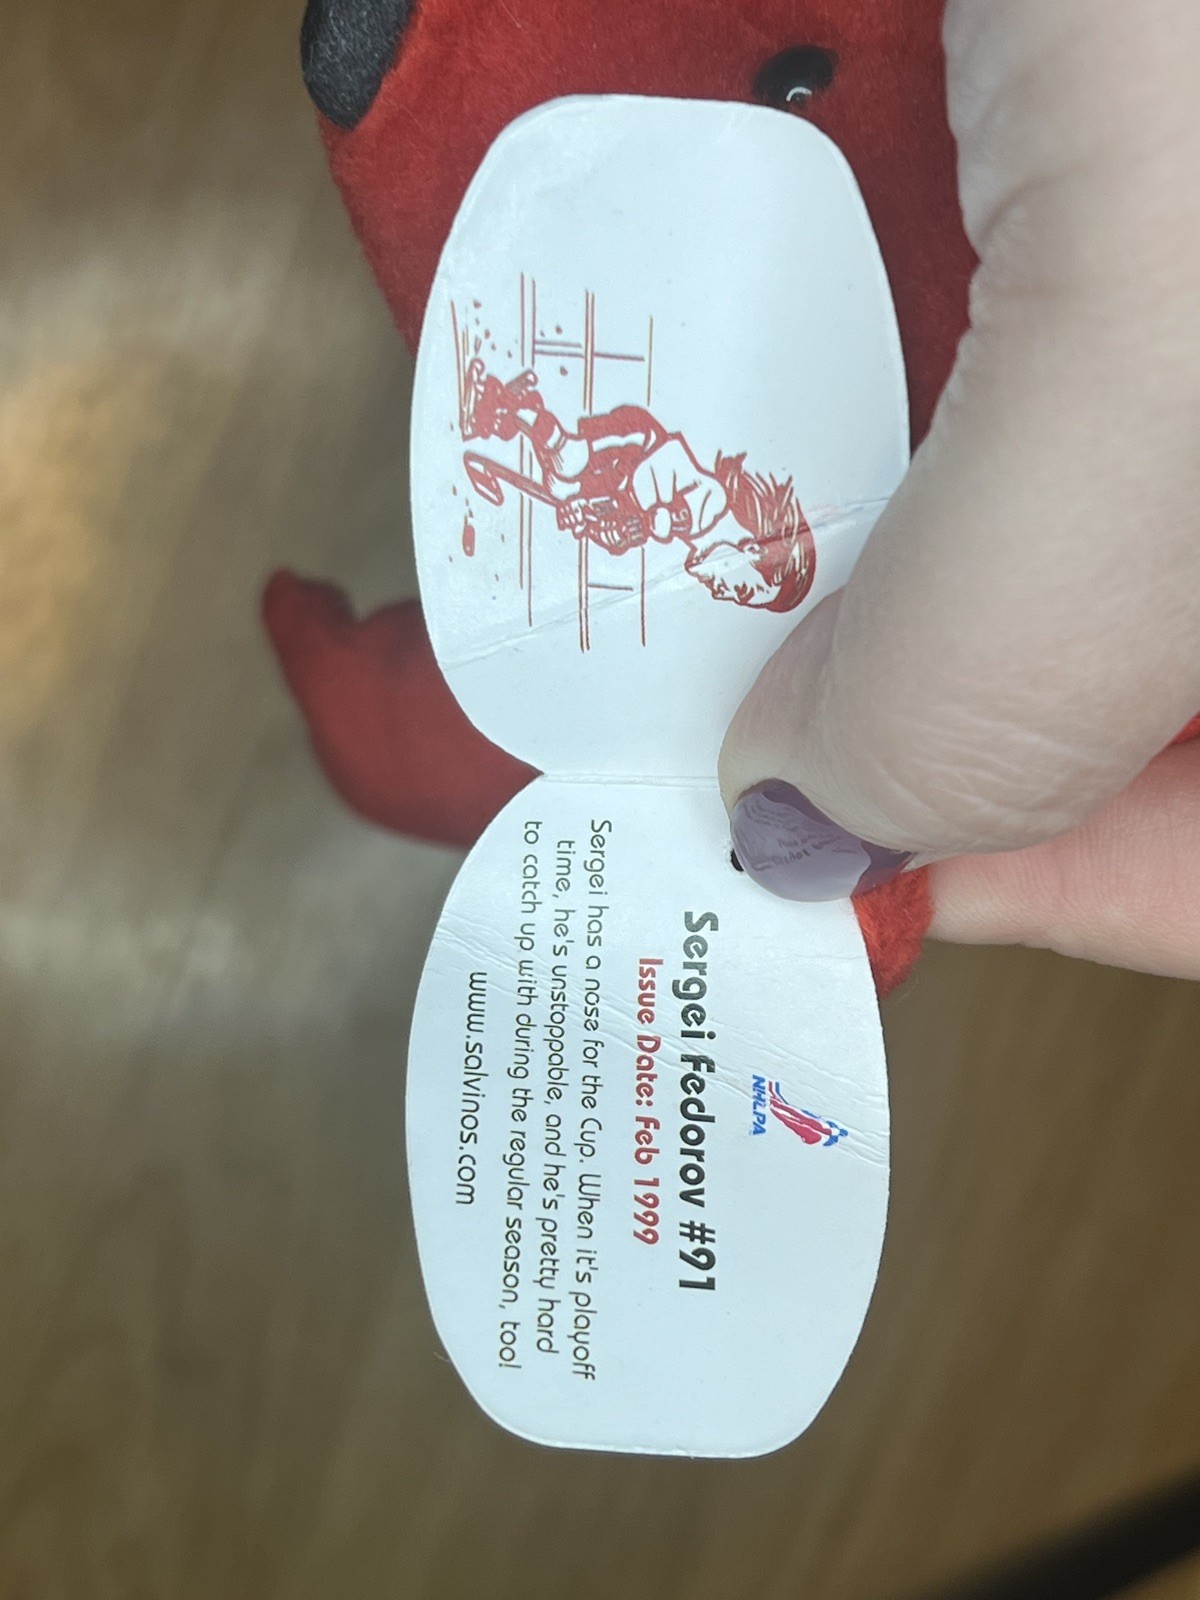 NHLPA
Sergei Fedorov #91
Issue Date: Feb 1999
Sergei has a nose for the Cup. When it's playoff
time, he's unstoppable, and he's pretty hard
to catch up with during the regular season, too!
www.salvinos.com